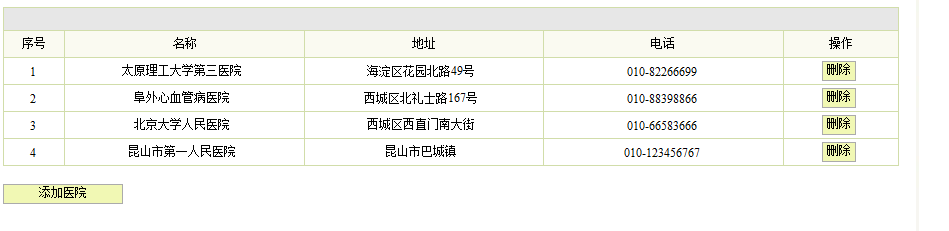 序号 名称 地址 电话 操作
1 太原理工大学第三医院 海淀区花园北路49号 010-82266699 删除
2 阜外心血管病医院 西城区北礼士路167号 010-88398866 删除
3 北京大学人民医院 西城区西直门南大街 010-66583666 删除
4 昆山市第一人民医院 昆山市巴城镇 010-123456767 删除
添加医院